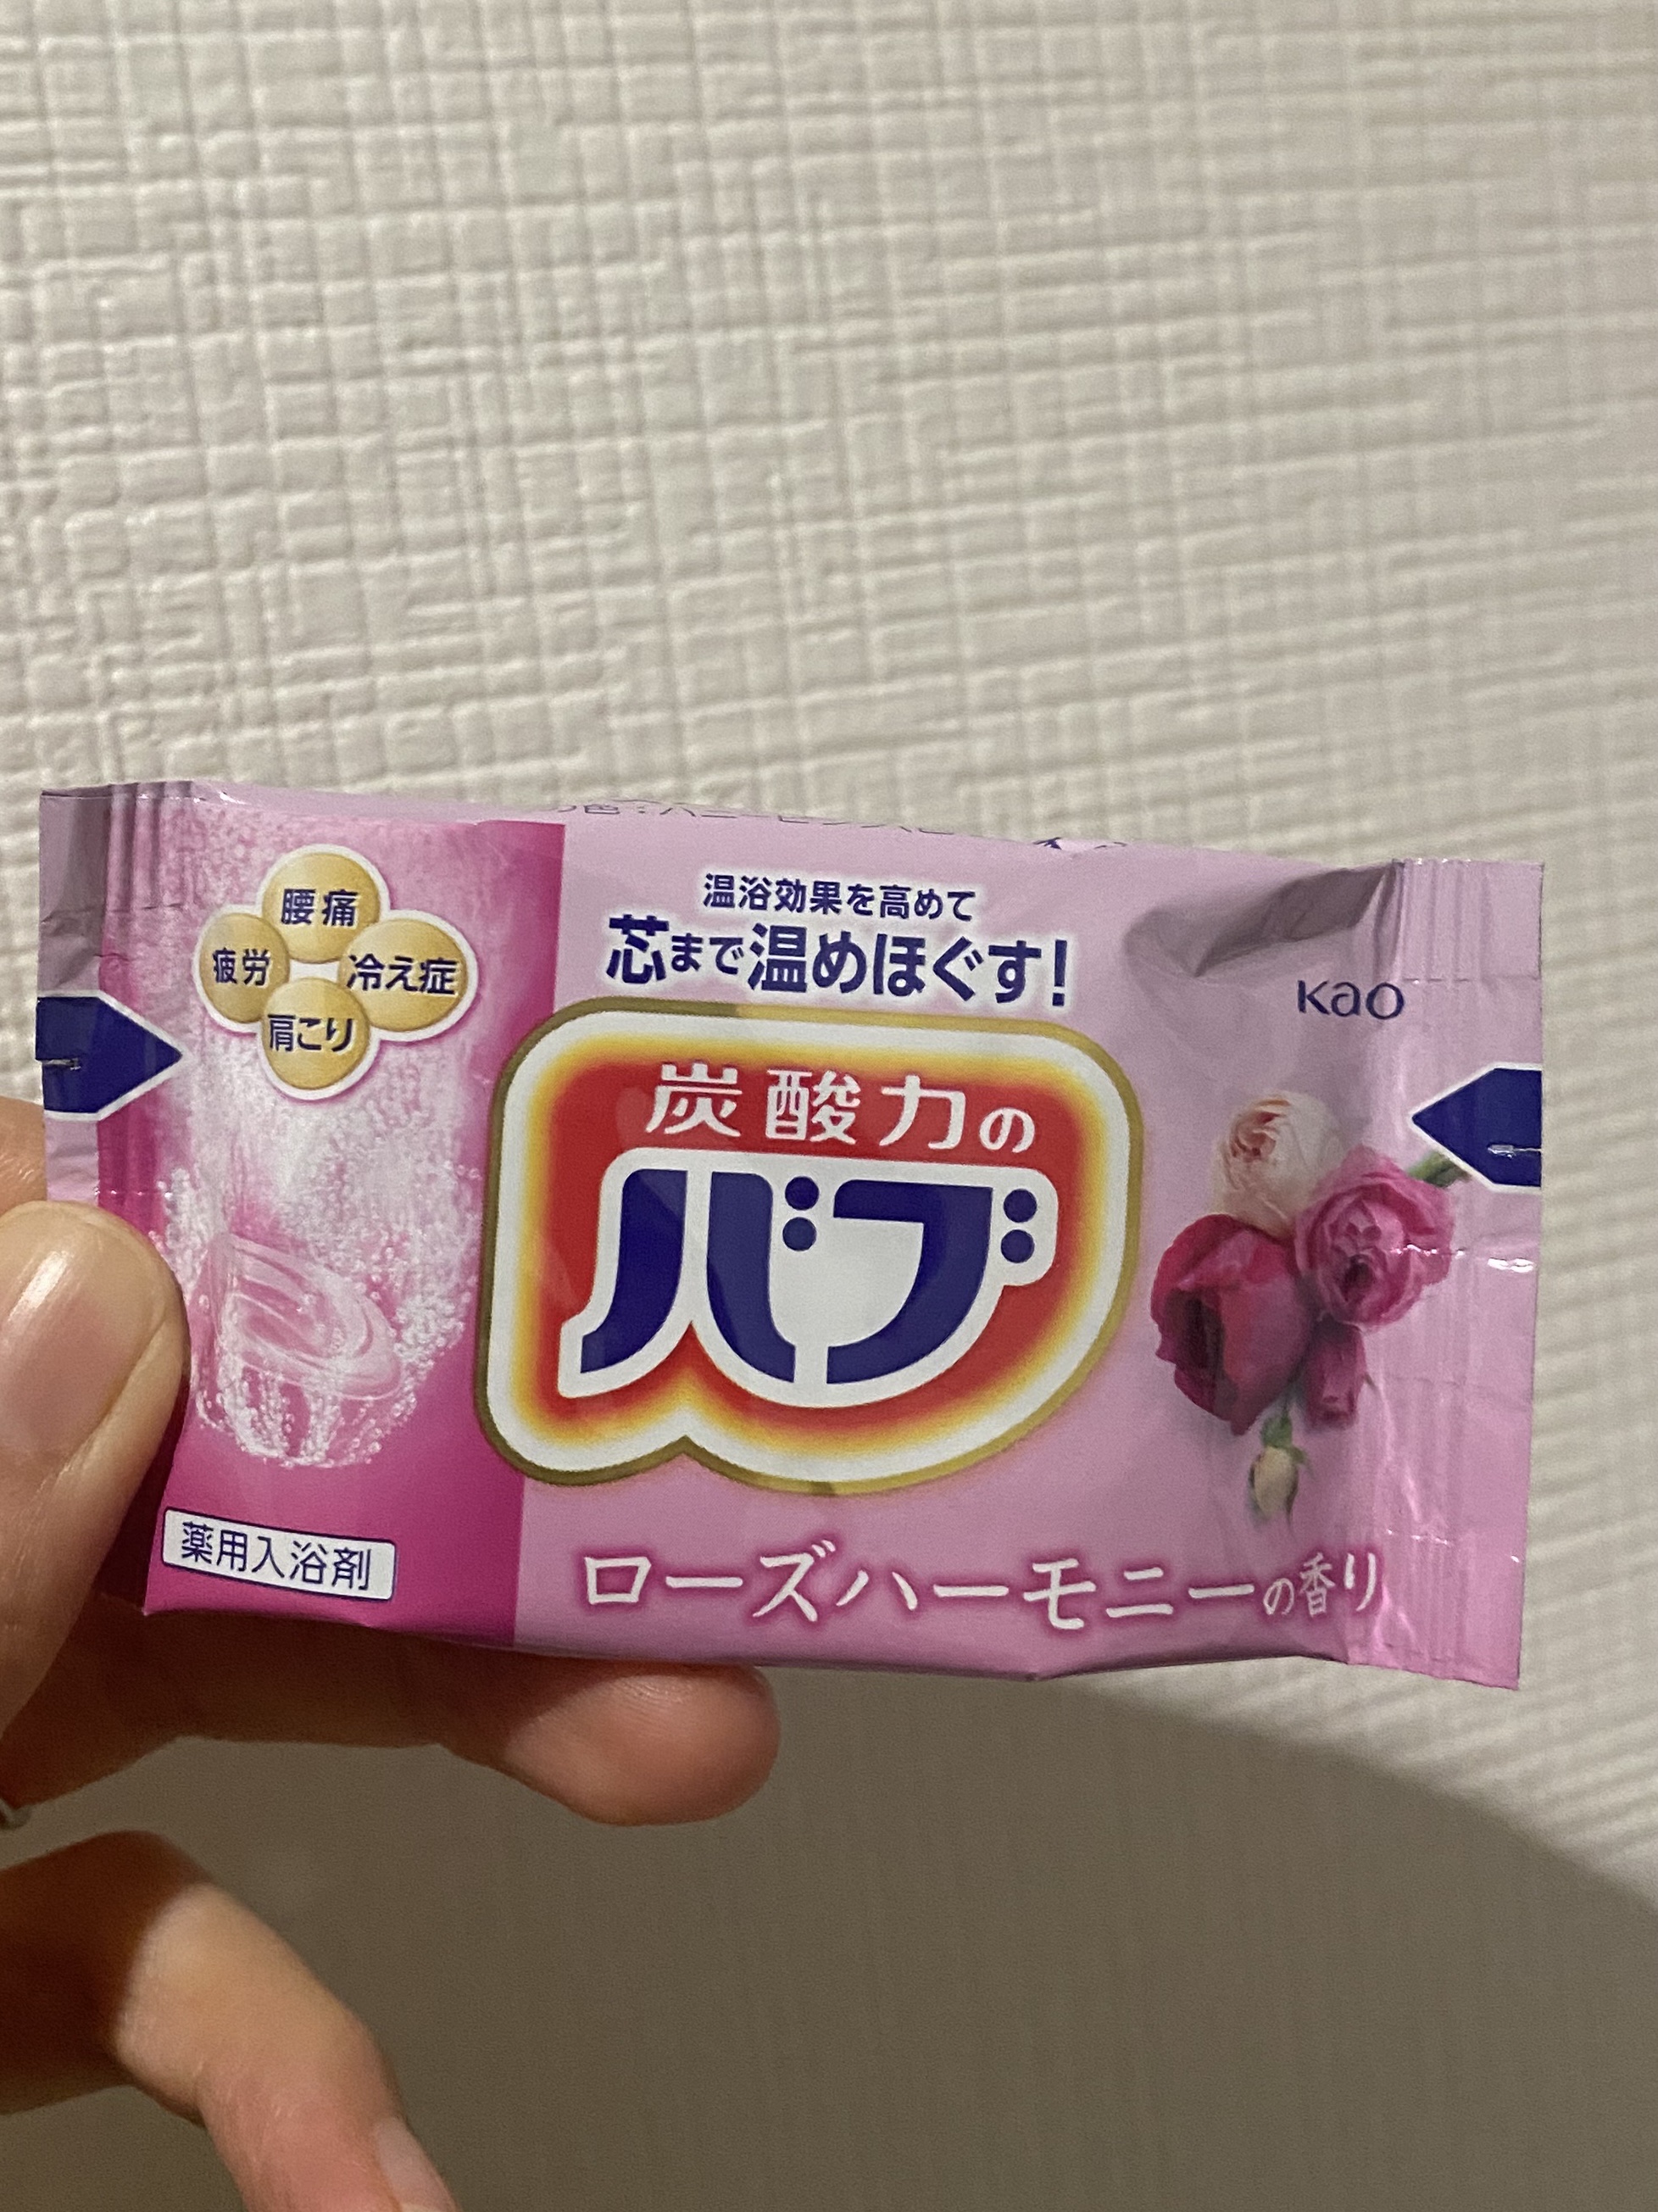 腰痛
疲労
冷え症
肩こり
温浴効果を高めて
芯まで温めほぐす!
Kao
炭酸力の
バブ
薬用入浴剤
ローズハーモニーの香り